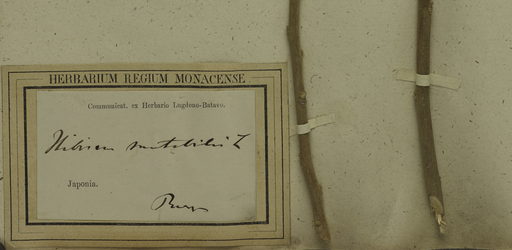 HERBARIUM REGIUM MONACENSE
Communicat. ex Herbario Lugduno-Batavo.
Hibiscus mutabilis L
Japonia.